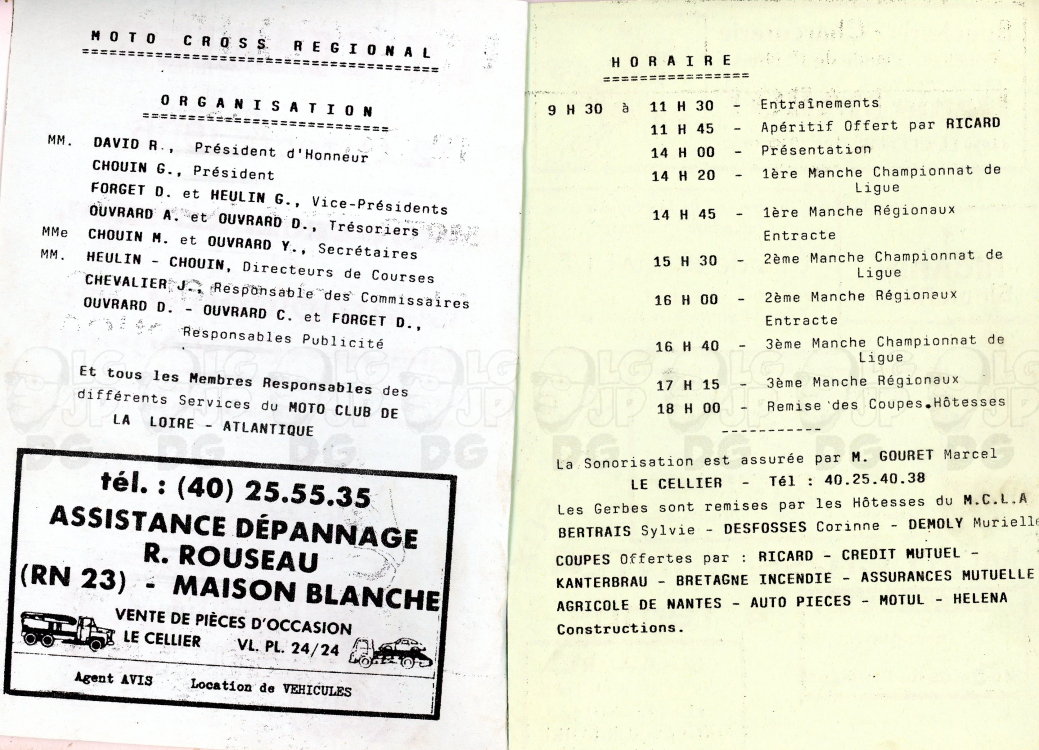 MOTO CROSS REGIONAL
ORGANISATION
MM. DAVID R., Président d'Honneur
CHOUIN G., Président
FORGET D. et HEULIN G., Vice-Présidents
OUVRARD A. et OUVRARD D., Trésoriers
MMe CHOUIN M. et OUVRARD Y., Secrétaires
MM. HEULIN - CHOUIN, Directeurs de Courses
CHEVALIER J., Responsable des Commissaires
OUVRARD D. - OUVRARD C. et FORGET D.,
Responsables Publicité
Et tous les Membres Responsables des
différents Services du MOTO CLUB DE
LA LOIRE - ATLANTIQUE
tél. : (40) 25.55.35
ASSISTANCE DÉPANNAGE
R. ROUSEAU
(RN 23) - MAISON BLANCHE
VENTE DE PIÈCES D'OCCASION
LE CELLIER VL. PL. 24/24
Agent AVIS Location de VEHICULES
HORAIRE
9 H 30 à 11 H 30 - Entraînements
11 H 45 - Apéritif Offert par RICARD
14 H 00 - Présentation
14 H 20 - 1ère Manche Championnat de
Ligue
14 H 45 - 1ère Manche Régionaux
Entracte
15 H 30 - 2ème Manche Championnat de
Ligue
16 H 00 - 2ème Manche Régionaux
Entracte
16 H 40 - 3ème Manche Championnat de
Ligue
17 H 15 - 3ème Manche Régionaux
18 H 00 - Remise des Coupes.Hôtesses
La Sonorisation est assurée par M. GOURET Marcel
LE CELLIER - Tél : 40.25.40.38
Les Gerbes sont remises par les Hôtesses du M.C.L.A
BERTRAIS Sylvie - DESFOSSES Corinne - DEMOLY Murielle
COUPES Offertes par : RICARD - CREDIT MUTUEL -
KANTERBRAU - BRETAGNE INCENDIE - ASSURANCES MUTUELLE
AGRICOLE DE NANTES - AUTO PIECES - MOTUL - HELENA
Constructions.
LG JP DG